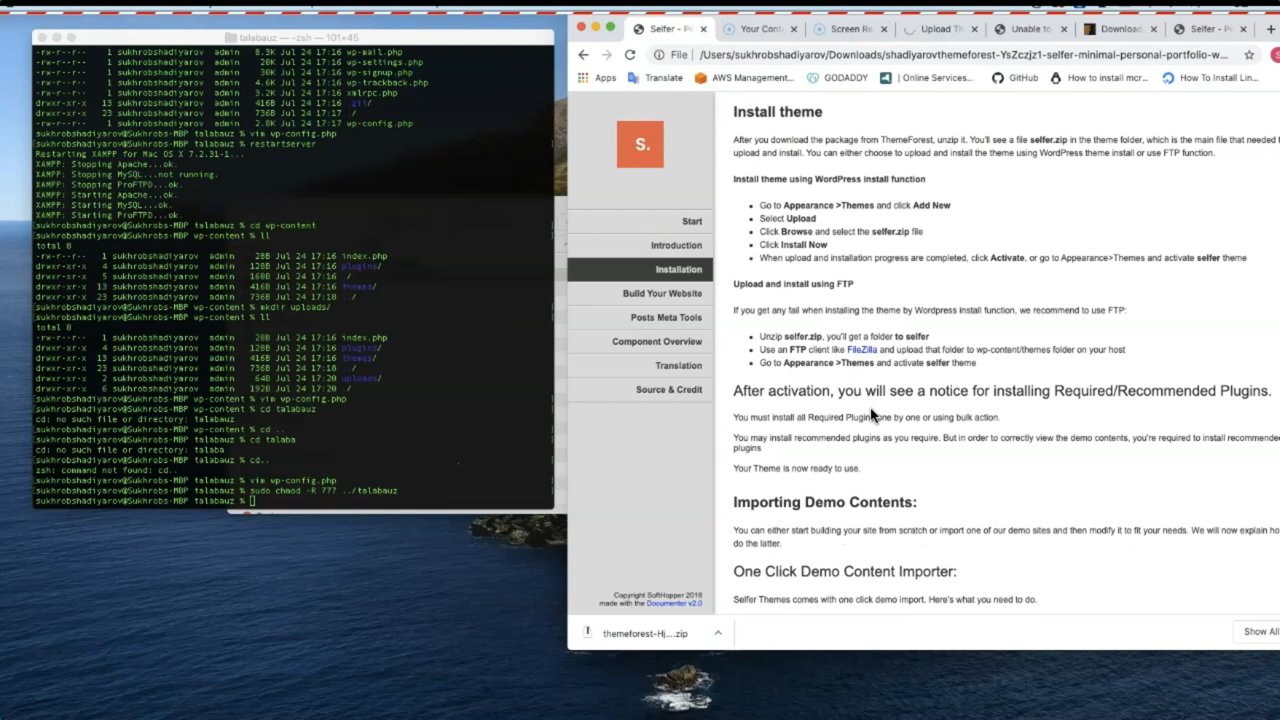 talabauz — -zsh — 101×45
-rw-r--r-- 1 sukhrobshadiyarov admin 8.3K Jul 24 17:16 wp-mail.php
-rw-r--r-- 1 sukhrobshadiyarov admin 20K Jul 24 17:16 wp-settings.php
-rw-r--r-- 1 sukhrobshadiyarov admin 30K Jul 24 17:16 wp-signup.php
-rw-r--r-- 1 sukhrobshadiyarov admin 4.6K Jul 24 17:16 wp-trackback.php
-rw-r--r-- 1 sukhrobshadiyarov admin 3.2K Jul 24 17:16 xmlrpc.php
drwxr-xr-x 13 sukhrobshadiyarov admin 416B Jul 24 17:16 .git/
drwxr-xr-x 23 sukhrobshadiyarov admin 736B Jul 24 17:17 ./
-rw-r--r-- 1 sukhrobshadiyarov admin 2.8K Jul 24 17:17 wp-config.php
sukhrobshadiyarov@Sukhrobs-MBP talabauz % vim wp-config.php
sukhrobshadiyarov@Sukhrobs-MBP talabauz % restartserver
Restarting XAMPP for Mac OS X 7.2.31-1...
XAMPP: Stopping Apache...ok.
XAMPP: Stopping MySQL...not running.
XAMPP: Stopping ProFTPD...ok.
XAMPP: Starting Apache...ok.
XAMPP: Starting MySQL...ok.
XAMPP: Starting ProFTPD...ok.
sukhrobshadiyarov@Sukhrobs-MBP talabauz % cd wp-content
sukhrobshadiyarov@Sukhrobs-MBP wp-content % ll
total 8
-rw-r--r-- 1 sukhrobshadiyarov admin 28B Jul 24 17:16 index.php
drwxr-xr-x 4 sukhrobshadiyarov admin 128B Jul 24 17:16 plugins/
drwxr-xr-x 5 sukhrobshadiyarov admin 160B Jul 24 17:16 ./
drwxr-xr-x 13 sukhrobshadiyarov admin 416B Jul 24 17:16 themes/
drwxr-xr-x 23 sukhrobshadiyarov admin 736B Jul 24 17:18 ../
sukhrobshadiyarov@Sukhrobs-MBP wp-content % mkdir uploads/
sukhrobshadiyarov@Sukhrobs-MBP wp-content % ll
total 8
-rw-r--r-- 1 sukhrobshadiyarov admin 28B Jul 24 17:16 index.php
drwxr-xr-x 4 sukhrobshadiyarov admin 128B Jul 24 17:16 plugins/
drwxr-xr-x 13 sukhrobshadiyarov admin 416B Jul 24 17:16 themes/
drwxr-xr-x 23 sukhrobshadiyarov admin 736B Jul 24 17:18 ../
drwxr-xr-x 2 sukhrobshadiyarov admin 64B Jul 24 17:20 uploads/
drwxr-xr-x 6 sukhrobshadiyarov admin 192B Jul 24 17:20 ./
sukhrobshadiyarov@Sukhrobs-MBP wp-content % vim wp-config.php
sukhrobshadiyarov@Sukhrobs-MBP wp-content % cd talabauz
cd: no such file or directory: talabauz
sukhrobshadiyarov@Sukhrobs-MBP wp-content % cd ..
sukhrobshadiyarov@Sukhrobs-MBP talabauz % cd talaba
cd: no such file or directory: talaba
sukhrobshadiyarov@Sukhrobs-MBP talabauz % cd..
zsh: command not found: cd..
sukhrobshadiyarov@Sukhrobs-MBP talabauz % vim wp-config.php
sukhrobshadiyarov@Sukhrobs-MBP talabauz % sudo chmod -R 777 ../talabauz
sukhrobshadiyarov@Sukhrobs-MBP talabauz %
Selfer - Pe
Your Cont
Screen Re
Upload Th
Unable to
Download
Selfer - P
File | /Users/sukhrobshadiyarov/Downloads/shadiyarovthemeforest-YsZczjz1-selfer-minimal-personal-portfolio-w...
Apps
Translate
AWS Management...
GODADDY
| Online Services...
GitHub
How to install mcr...
How To Install Lin...
S.
Start
Introduction
Installation
Build Your Website
Posts Meta Tools
Component Overview
Translation
Source & Credit
Copyright SoftHopper 2018
made with the Documenter v2.0
Install theme
After you download the package from ThemeForest, unzip it. You'll see a file selfer.zip in the theme folder, which is the main file that needed t
upload and install. You can either choose to upload and install the theme using WordPress theme install or use FTP function.
Install theme using WordPress install function
Go to Appearance >Themes and click Add New
Select Upload
Click Browse and select the selfer.zip file
Click Install Now
When upload and installation progress are completed, click Activate, or go to Appearance>Themes and activate selfer theme
Upload and install using FTP
If you get any fail when installing the theme by WordPress install function, we recommend to use FTP:
Unzip selfer.zip, you'll get a folder to selfer
Use an FTP client like FileZilla and upload that folder to wp-content/themes folder on your host
Go to Appearance >Themes and activate selfer theme
After activation, you will see a notice for installing Required/Recommended Plugins.
You must install all Required Plugin one by one or using bulk action.
You may install recommended plugins as you require. But in order to correctly view the demo contents, you're required to install recommended
plugins
Your Theme is now ready to use.
Importing Demo Contents:
You can either start building your site from scratch or import one of our demo sites and then modify it to fit your needs. We will now explain ho
do the latter.
One Click Demo Content Importer:
Selfer Themes comes with one click demo import. Here's what you need to do.
themeforest-Hj....zip
Show All